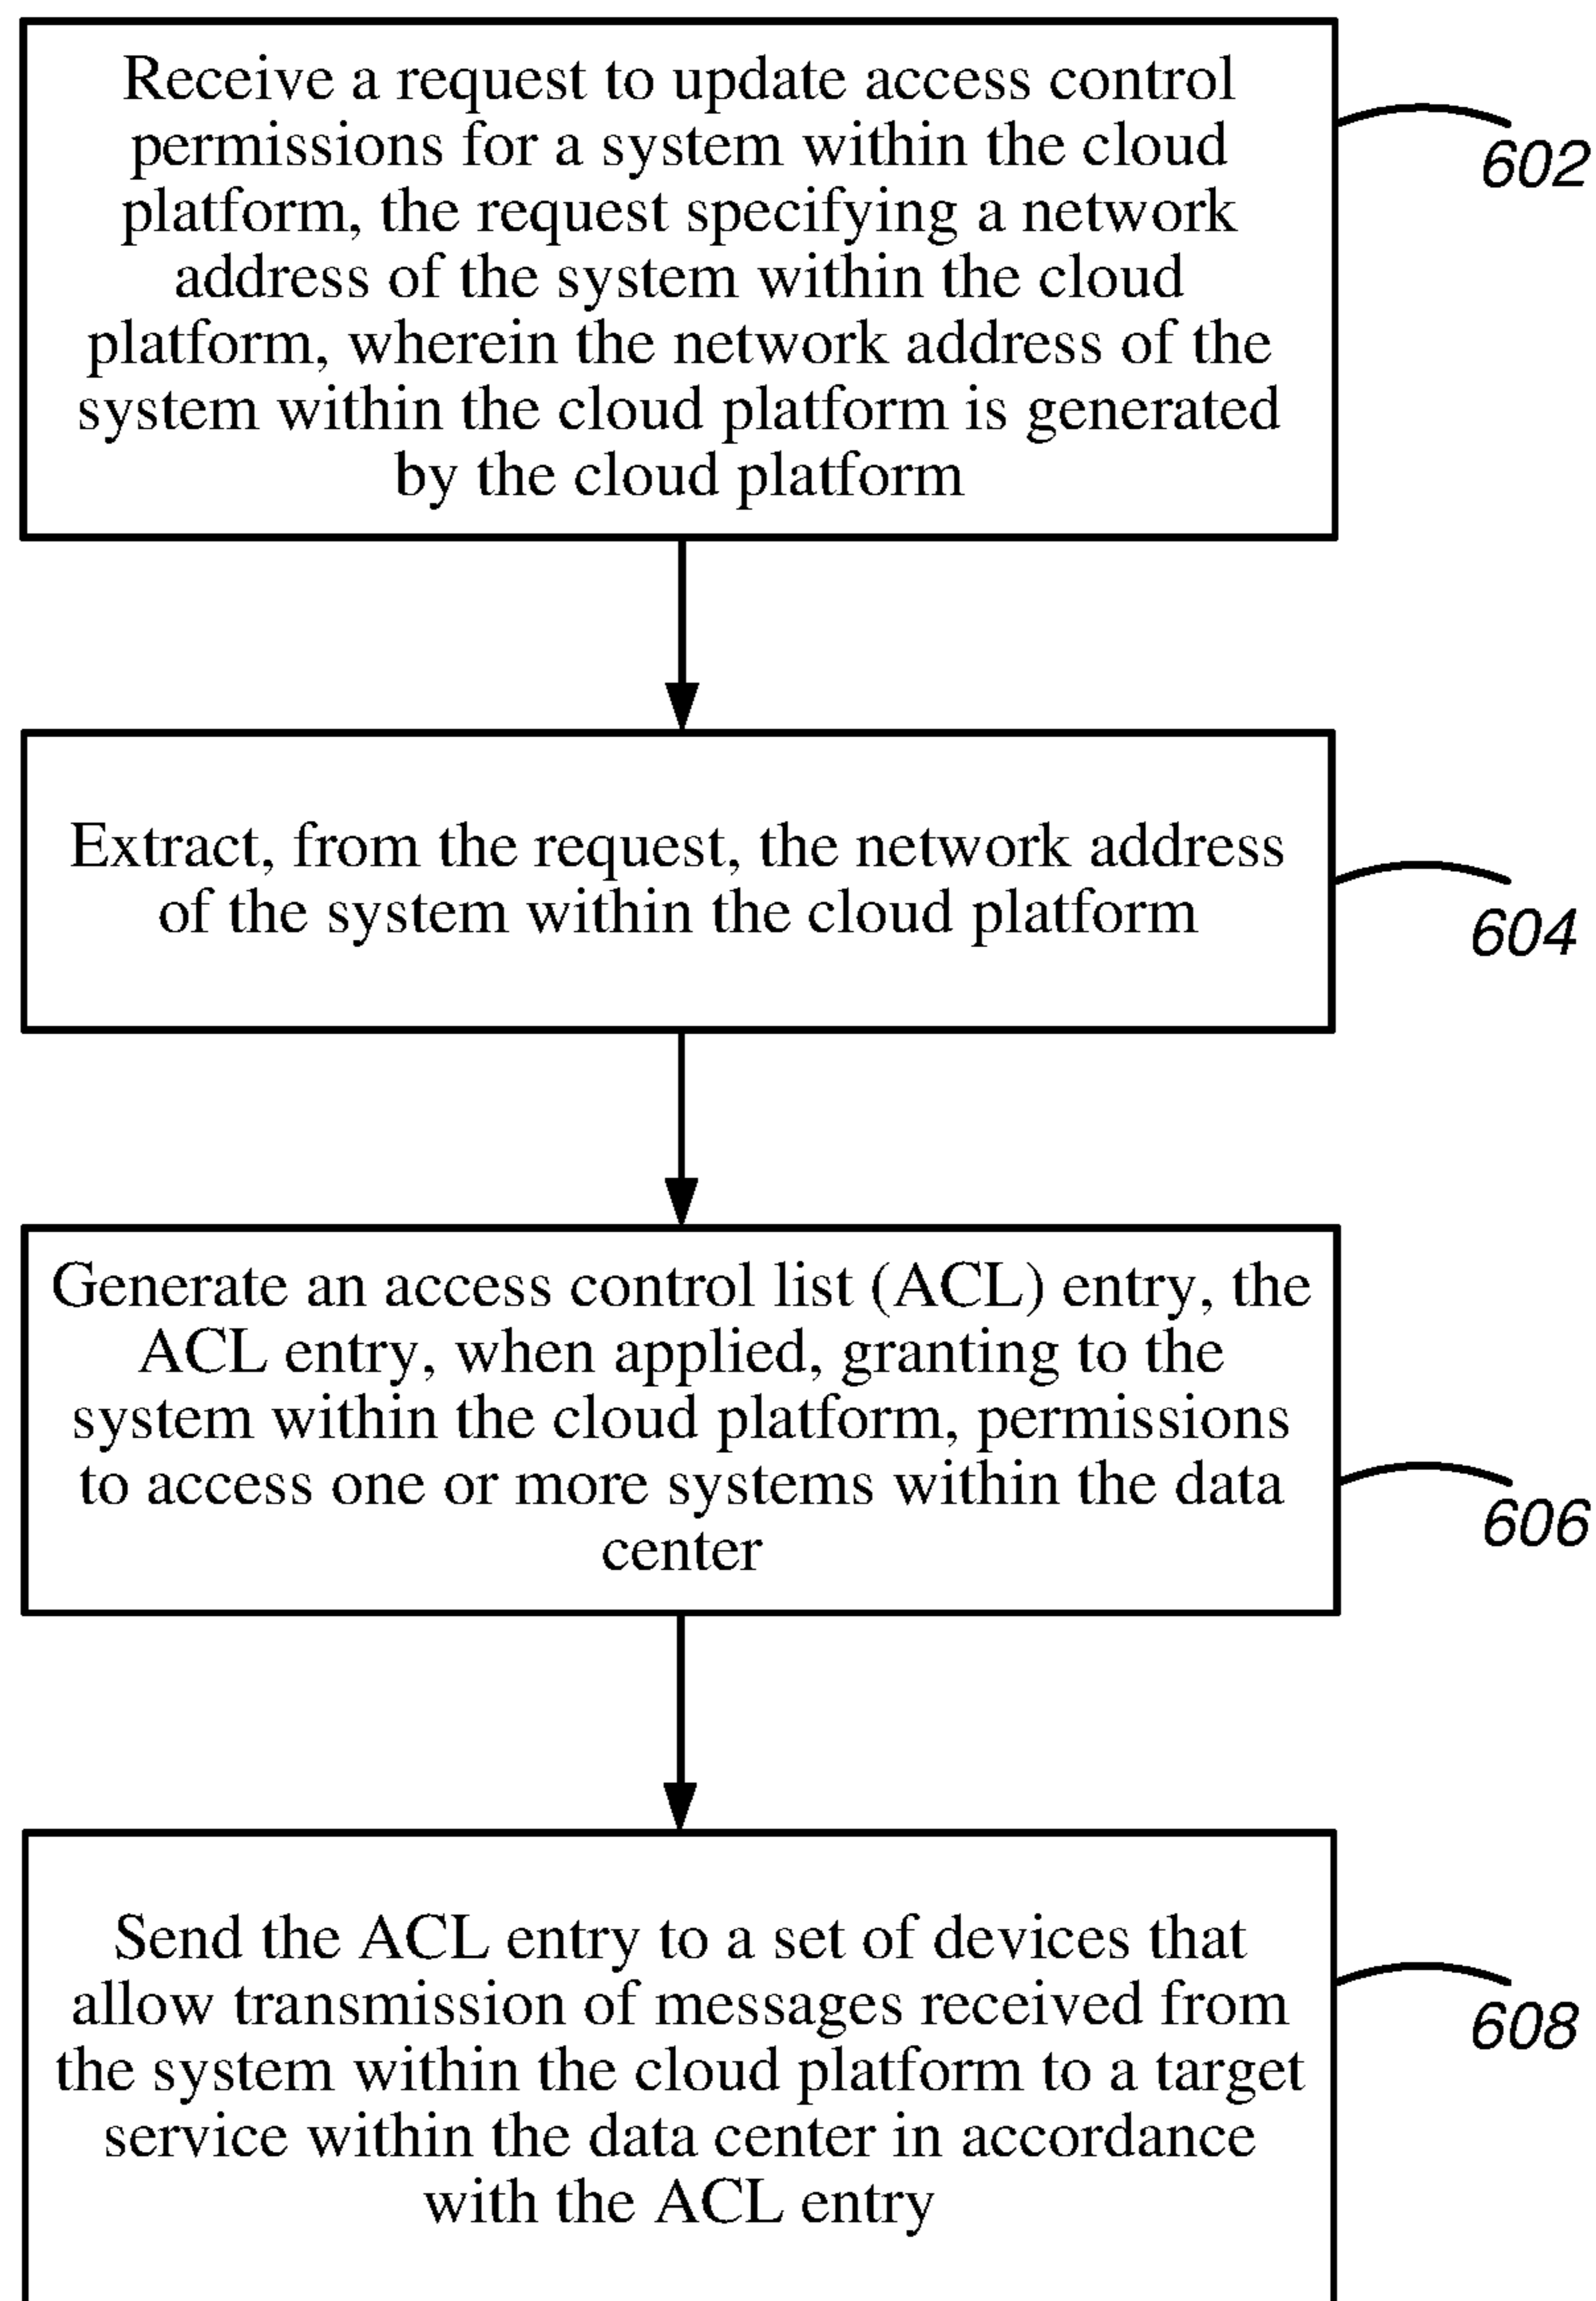 Receive a request to update access control
permissions for a system within the cloud
platform, the request specifying a network
address of the system within the cloud
platform, wherein the network address of the
system within the cloud platform is generated
by the cloud platform
602
Extract, from the request, the network address
of the system within the cloud platform
604
Generate an access control list (ACL) entry, the
ACL entry, when applied, granting to the
system within the cloud platform, permissions
to access one or more systems within the data
center
606
Send the ACL entry to a set of devices that
allow transmission of messages received from
the system within the cloud platform to a target
service within the data center in accordance
with the ACL entry
608